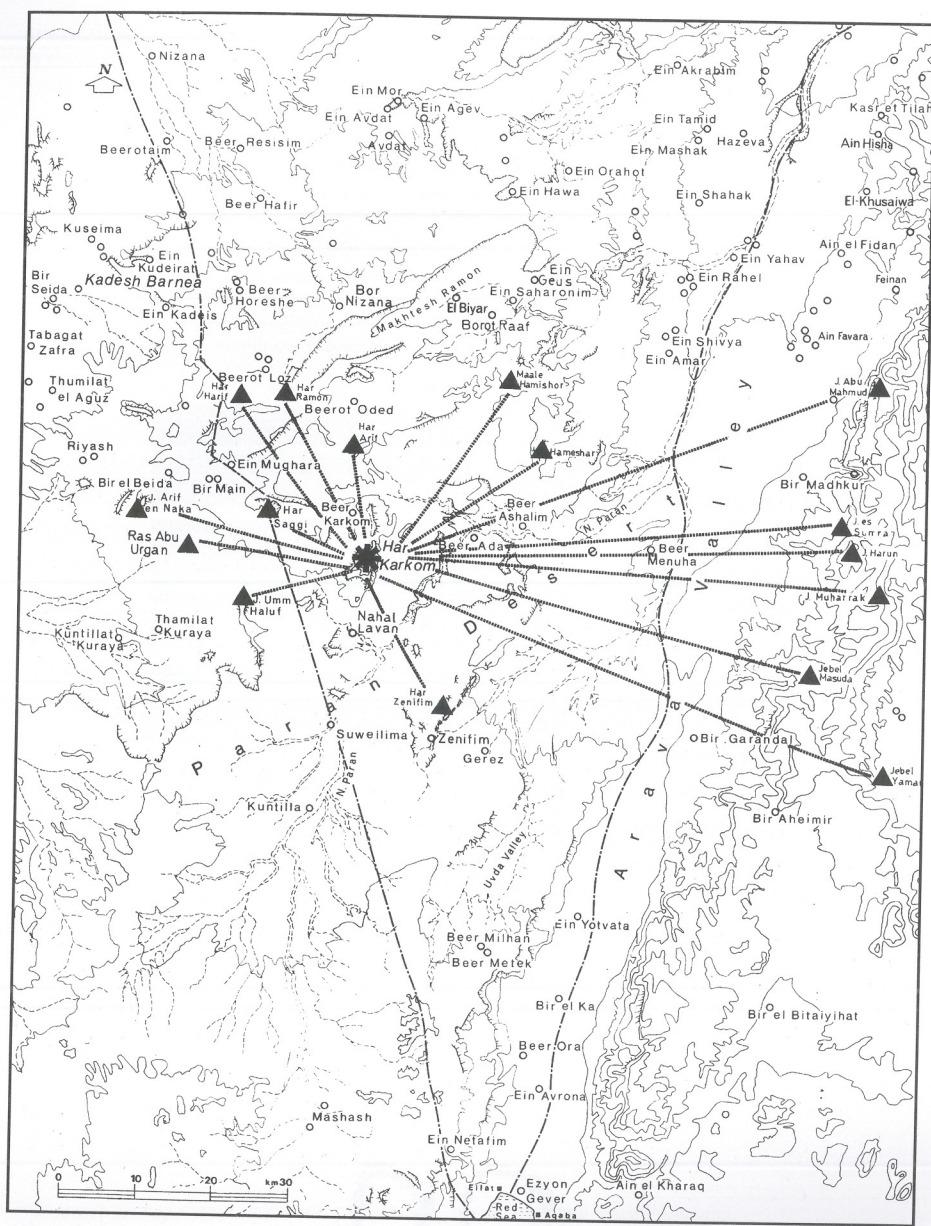 Nizana
N
Ein Akrabim
Ein Mor
Ein Avdat
Ein Agev
Avdat
Kasr et Tilah
Ein Tamid
Hazeva
Ein Mashak
Ain Hisha
Beerotaim
Beer Resisim
Ein Orahot
Ein Hawa
Ein Shahak
El-Khusaiwa
Beer Hafir
Kuseima
Ein
Kudeirat
Kadesh Barnea
Ain el Fidan
Ein Yahav
Feinan
Bir
Seida
Beer
Horeshe
Bor
Nizana
Makhtesh Ramon
Ein
Geus
Ein Saharonim
Ein Rahel
El Biyar
Borot Raaf
Ein Kadeis
Tabagat
Zafra
Ein Shivya
Ein Amar
Ain Favara
Thumilat
el Aguz
Beerot Loz
Har
Harif
Har
Ramon
Beerot Oded
Maale
Hamishor
J. Abu
Mahmud
Har
Arif
Hameshar
Riyash
Ein Mughara
Bir el Beida
Bir Main
Bir Madhkur
J. Arif
en Naka
Har
Saggi
Beer
Karkom
Beer
Ashalim
N. Paran
Ras Abu
Urgan
Har
Karkom
Beer Ada
Beer
Menuha
J. es
Sumra
J. Harun
J. Muharrak
J. Umm
Haluf
Thamilat
Kuraya
Kuntillat
Kuraya
Nahal
Lavan
Paran Desert
Arava Valley
Har
Zenifim
Jebel
Masuda
Suweilima
Zenifim
Gerez
Bir Garandal
Jebel
Yaman
N. Paran
Kuntilla
Bir Aheimir
Uvda Valley
Ein Yotvata
Beer Milhan
Beer Metek
Bir el Ka
Bir el Bitaiyihat
Beer Ora
Ein Avrona
Mashash
Ein Netafim
0 10 20 km 30
Eilat
Ezyon
Gever
Ain el Kharaq
Red
Sea
Aqaba